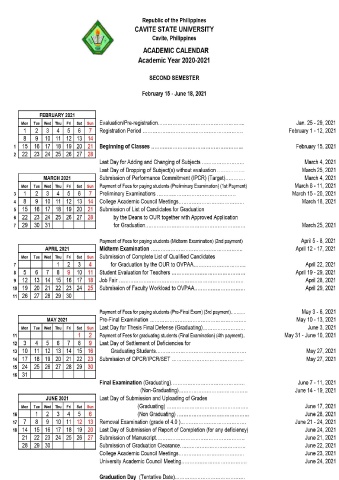 Republic of the Philippines
CAVITE STATE UNIVERSITY
Cavite, Philippines
ACADEMIC CALENDAR
Academic Year 2020-2021
SECOND SEMESTER
February 15 - June 18, 2021
FEBRUARY 2021
Mon Tue Wed Thu Fri Sat Sun
1 2 3 4 5 6 7
8 9 10 11 12 13 14
1 15 16 17 18 19 20 21
2 22 23 24 25 26 27 28
Evaluation/Pre-registration Jan. 25 - 29, 2021
Registration Period February 1 - 12, 2021
Beginning of Classes February 15, 2021
Last Day for Adding and Changing of Subjects March 4, 2021
Last Day of Dropping of Subject(s) without evaluation March 25, 2021
MARCH 2021
Mon Tue Wed Thu Fri Sat Sun
3 1 2 3 4 5 6 7
4 8 9 10 11 12 13 14
5 15 16 17 18 19 20 21
6 22 23 24 25 26 27 28
7 29 30 31
Submission of Performance Commitment (IPCR) (Target) March 4, 2021
Payment of Fees for paying students (Preliminary Examination) (1st Payment) March 8 - 11, 2021
Preliminary Examinations March 15 - 20, 2021
College Academic Council Meetings March 18, 2021
Submission of List of Candidates for Graduation
by the Deans to OUR together with Approved Application
for Graduation March 25, 2021
Payment of Fees for paying students (Midterm Examination) (2nd payment) April 5 - 8, 2021
APRIL 2021
Mon Tue Wed Thu Fri Sat Sun
7 1 2 3 4
8 5 6 7 8 9 10 11
9 12 13 14 15 16 17 18
10 19 20 21 22 23 24 25
11 26 27 28 29 30
Midterm Examination April 12 - 17, 2021
Submission of Complete List of Qualified Candidates
for Graduation by the OUR to OVPAA April 22, 2021
Student Evaluation for Teachers April 19 - 29, 2021
Job Fair April 28, 2021
Submission of Faculty Workload to OVPAA April 29, 2021
Payment of Fees for paying students (Pre-Final Exam) (3rd payment) May 3 - 6, 2021
MAY 2021
Mon Tue Wed Thu Fri Sat Sun
11 1 2
12 3 4 5 6 7 8 9
13 10 11 12 13 14 15 16
14 17 18 19 20 21 22 23
15 24 25 26 27 28 29 30
16 31
Pre-Final Examination May 10 - 13, 2021
Last Day for Thesis Final Defense (Graduating) June 3, 2021
Payment of Fees for graduating students (Final Examination) (4th payment) May 31 - June 10, 2021
Last Day of Settlement of Deficiencies for
Graduating Students May 27, 2021
Submission of OPCR/IPCR/SET May 27, 2021
Final Examination (Graduating) June 7 - 11, 2021
(Non-Graduating) June 14 - 19, 2021
JUNE 2021
Mon Tue Wed Thu Fri Sat Sun
16 1 2 3 4 5 6
17 7 8 9 10 11 12 13
18 14 15 16 17 18 19 20
21 22 23 24 25 26 27
28 29 30
Last Day of Submission and Uploading of Grades
(Graduating) June 17, 2021
(Non Graduating) June 28, 2021
Removal Examination (grade of 4.0) June 21 - 24, 2021
Last Day of Submission of Report of Completion (for any deficiency) June 24, 2021
Submission of Manuscript June 21, 2021
Submission of Graduation Clearance June 22, 2021
College Academic Council Meetings June 23, 2021
University Academic Council Meeting June 24, 2021
Graduation Day (Tentative Date)